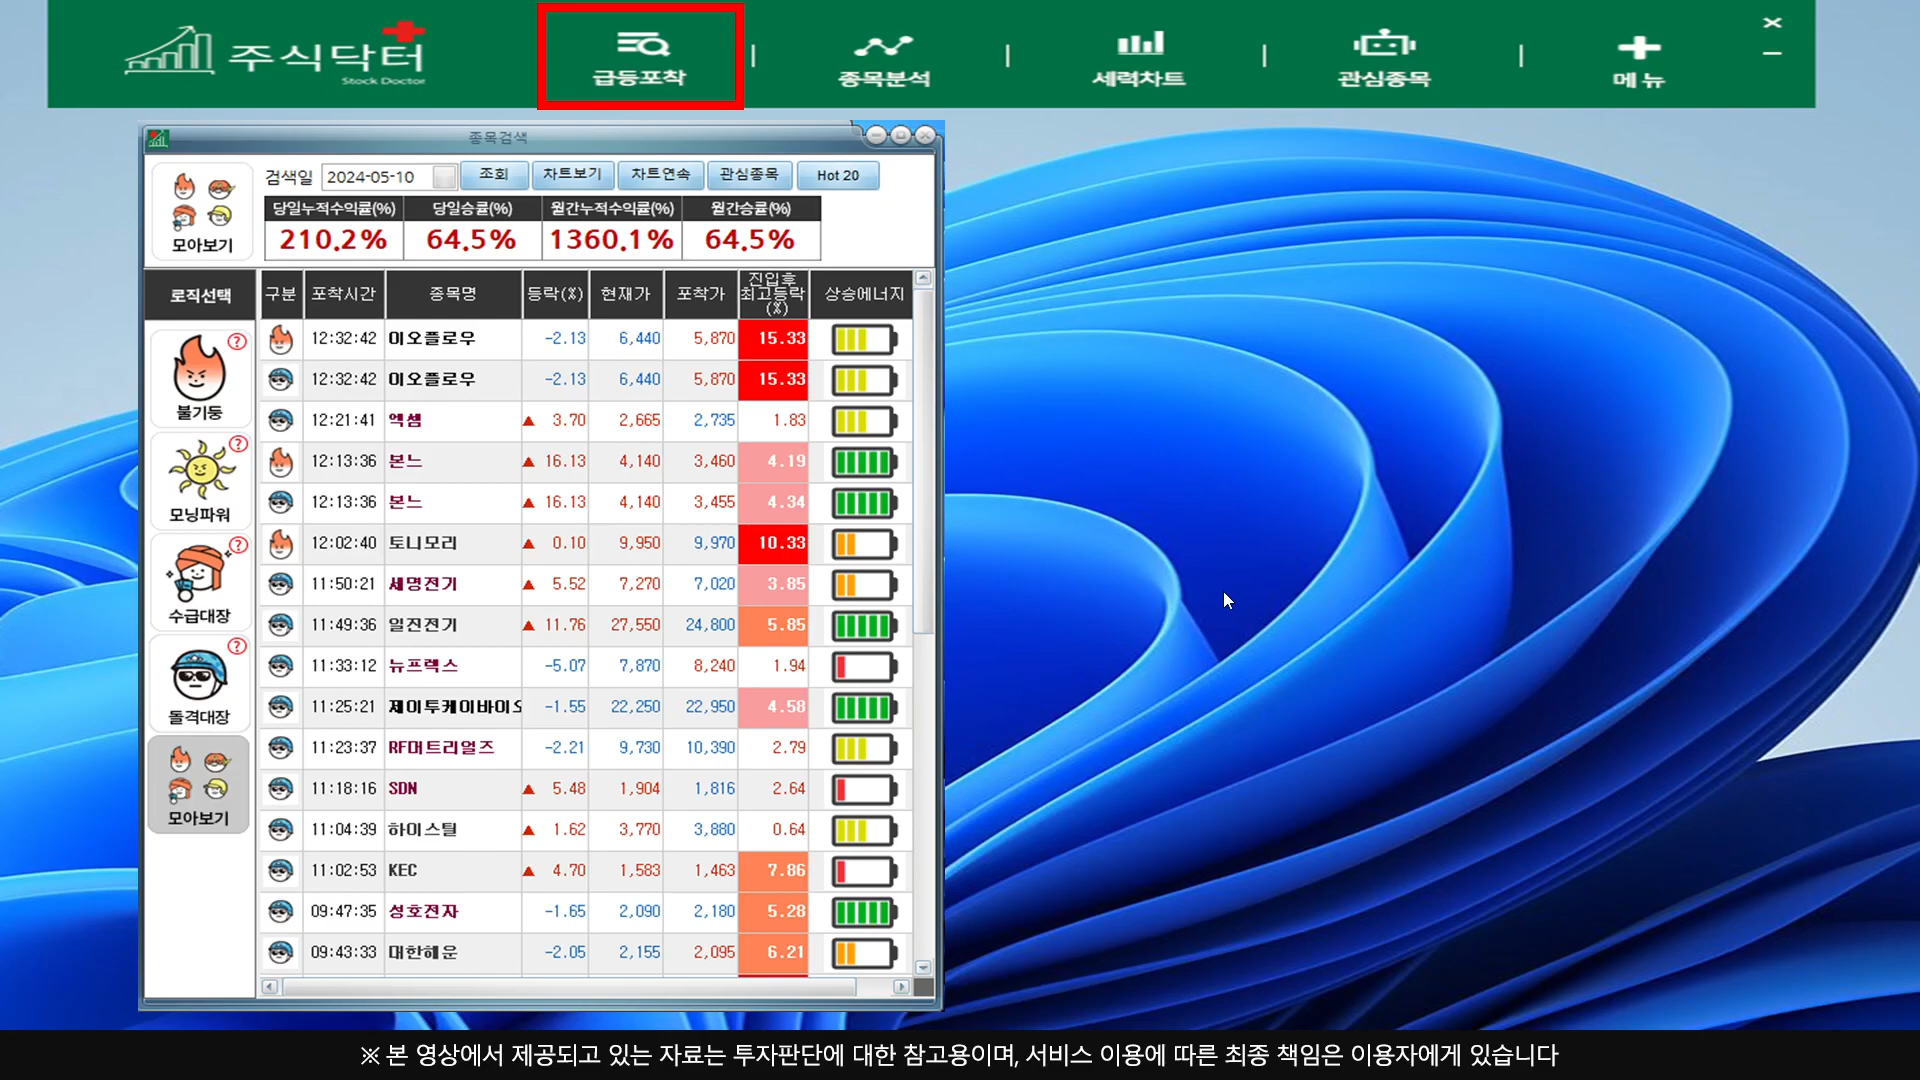 주식닥터
Stock Doctor
급등포착 | 종목분석 | 세력차트 | 관심종목 | 메뉴
종목검색
검색일 2024-05-10 조회 차트보기 차트연속 관심종목 Hot 20
모아보기
당일누적수익률(%) 당일승률(%) 월간누적수익률(%) 월간승률(%)
210.2% 64.5% 1360.1% 64.5%
로직선택
불기둥
모닝파워
수급대장
돌격대장
모아보기
구분 포착시간 종목명 등락(%) 현재가 포착가 진입후 최고등락 (%) 상승에너지
12:32:42 이오플로우 -2.13 6,440 5,870 15.33
12:32:42 이오플로우 -2.13 6,440 5,870 15.33
12:21:41 엑셈 ▲ 3.70 2,665 2,735 1.83
12:13:36 본느 ▲ 16.13 4,140 3,460 4.19
12:13:36 본느 ▲ 16.13 4,140 3,455 4.34
12:02:40 토니모리 ▲ 0.10 9,950 9,970 10.33
11:50:21 세명전기 ▲ 5.52 7,270 7,020 3.85
11:49:36 일진전기 ▲ 11.76 27,550 24,800 5.85
11:33:12 뉴프렉스 -5.07 7,870 8,240 1.94
11:25:21 제이투케이바이오 -1.55 22,250 22,950 4.58
11:23:37 RF머트리얼즈 -2.21 9,730 10,390 2.79
11:18:16 SDN ▲ 5.48 1,904 1,816 2.64
11:04:39 하이스틸 ▲ 1.62 3,770 3,880 0.64
11:02:53 KEC ▲ 4.70 1,583 1,463 7.86
09:47:35 성호전자 -1.65 2,090 2,180 5.28
09:43:33 대한해운 -2.05 2,155 2,095 6.21
※ 본 영상에서 제공되고 있는 자료는 투자판단에 대한 참고용이며, 서비스 이용에 따른 최종 책임은 이용자에게 있습니다